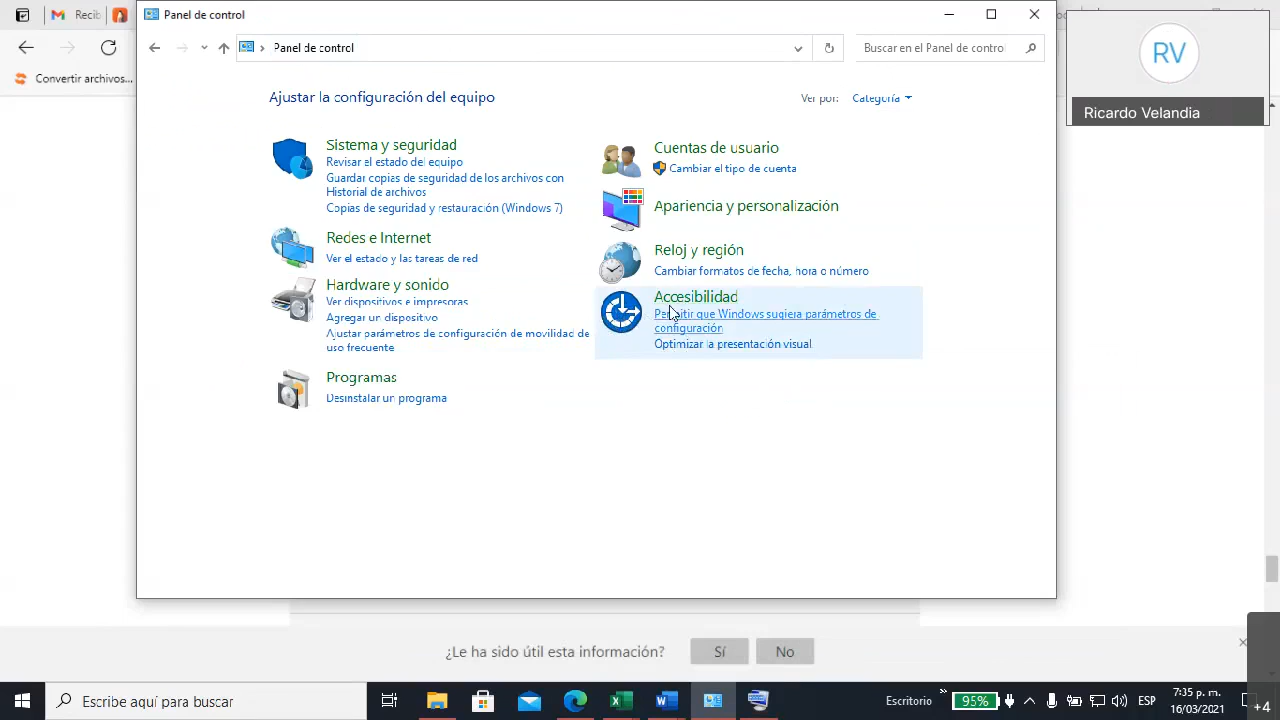 Recib
Panel de control
Convertir archivos...
Panel de control
Buscar en el Panel de contro
RV
Ricardo Velandia
Ajustar la configuración del equipo
Ver por:
Categoría
Sistema y seguridad
Revisar el estado del equipo
Guardar copias de seguridad de los archivos con
Historial de archivos
Copias de seguridad y restauración (Windows 7)
Redes e Internet
Ver el estado y las tareas de red
Hardware y sonido
Ver dispositivos e impresoras
Agregar un dispositivo
Ajustar parámetros de configuración de movilidad de
uso frecuente
Programas
Desinstalar un programa
Cuentas de usuario
Cambiar el tipo de cuenta
Apariencia y personalización
Reloj y región
Cambiar formatos de fecha, hora o número
Accesibilidad
Permitir que Windows sugiera parámetros de
configuración
Optimizar la presentación visual
¿Le ha sido útil esta información?
Sí
No
Escribe aquí para buscar
Escritorio
95%
ESP
7:35 p. m.
16/03/2021
+4